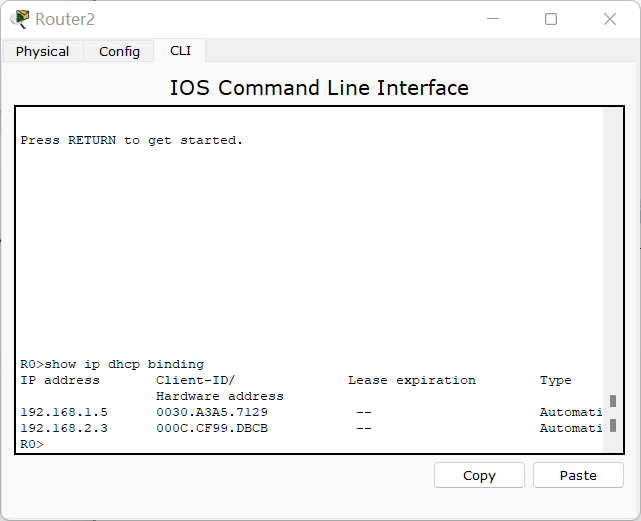 Router2
Physical Config CLI
IOS Command Line Interface
Press RETURN to get started.
R0>show ip dhcp binding
IP address Client-ID/ Lease expiration Type
Hardware address
192.168.1.5 0030.A3A5.7129 -- Automati
192.168.2.3 000C.CF99.DBCB -- Automati
R0>
Copy Paste